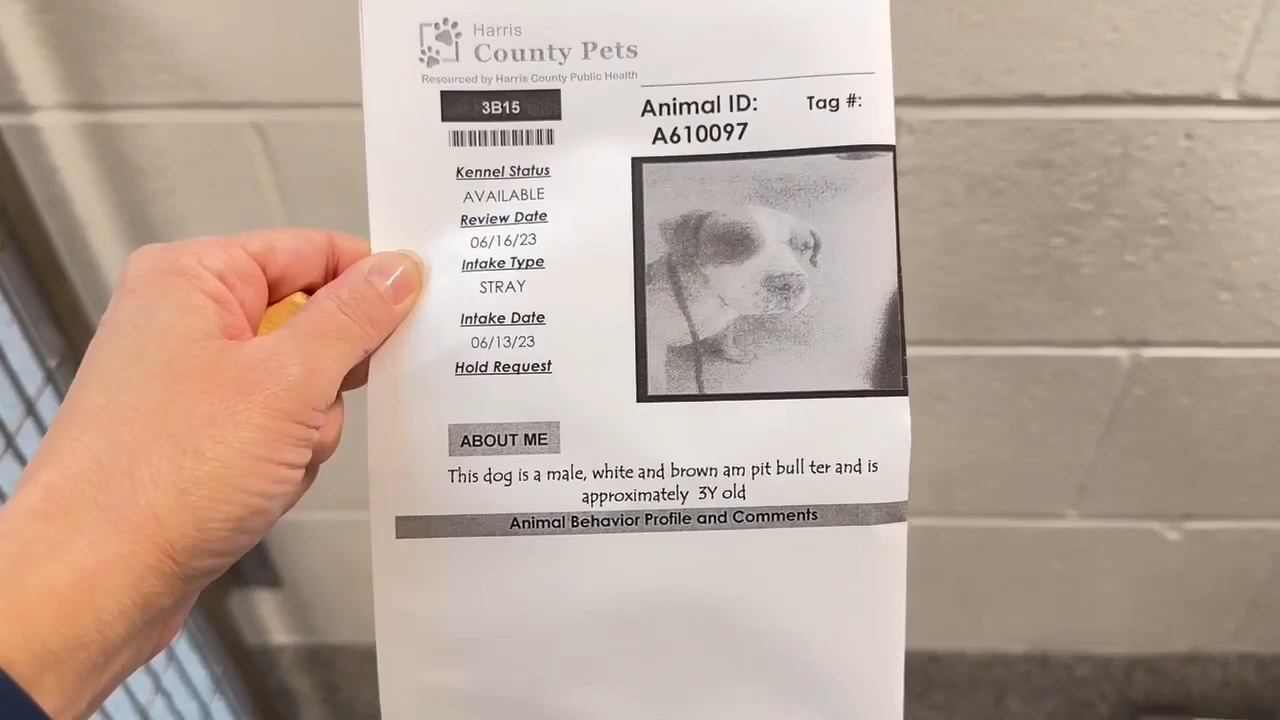 Harris
County Pets
Resourced by Harris County Public Health
3B15
Animal ID:
A610097
Tag #:
Kennel Status
AVAILABLE
Review Date
06/16/23
Intake Type
STRAY
Intake Date
06/13/23
Hold Request
ABOUT ME
This dog is a male, white and brown am pit bull ter and is
approximately 3Y old
Animal Behavior Profile and Comments